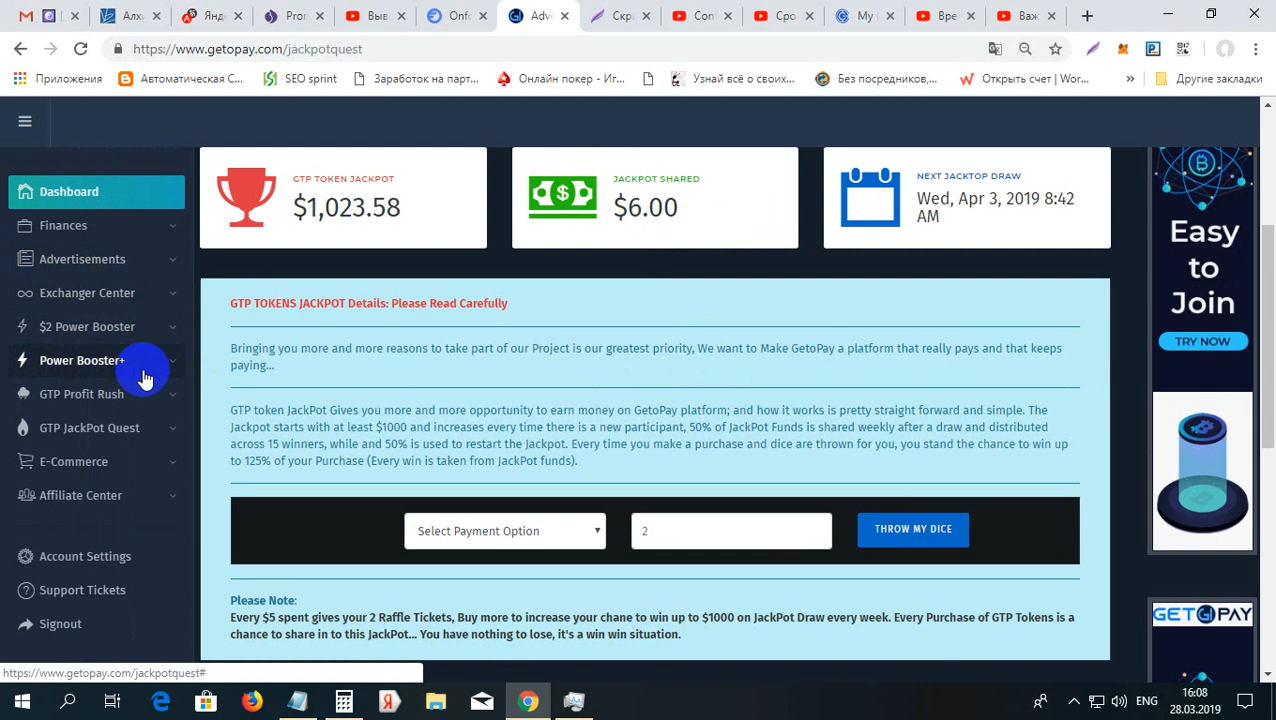 Алхи
Янде
Pror
Выв
Onfc
Adve
Скра
Cont
Spo
My l
Вре
Важ
https://www.getopay.com/jackpotquest
Приложения
Автоматическая С...
SEO sprint
Заработок на парт...
Онлайн покер - Иг...
Узнай всё о своих...
Без посредников,...
Открыть счет | Wor...
»
Другие закладки
Dashboard
Finances
Advertisements
Exchanger Center
$2 Power Booster
Power Booster+
GTP Profit Rush
GTP JackPot Quest
E-Commerce
Affiliate Center
Account Settings
Support Tickets
Signout
GTP TOKEN JACKPOT
$1,023.58
JACKPOT SHARED
$6.00
NEXT JACKTOP DRAW
Wed, Apr 3, 2019 8:42
AM
GTP TOKENS JACKPOT Details: Please Read Carefully
Bringing you more and more reasons to take part of our Project is our greatest priority, We want to Make GetoPay a platform that really pays and that keeps
paying...
GTP token JackPot Gives you more and more opportunity to earn money on GetoPay platform; and how it works is pretty straight forward and simple. The
Jackpot starts with at least $1000 and increases every time there is a new participant, 50% of JackPot Funds is shared weekly after a draw and distributed
across 15 winners, while and 50% is used to restart the Jackpot. Every time you make a purchase and dice are thrown for you, you stand the chance to win up
to 125% of your Purchase (Every win is taken from JackPot funds).
Select Payment Option
2
THROW MY DICE
Please Note:
Every $5 spent gives your 2 Raffle Tickets, Buy more to increase your chane to win up to $1000 on JackPot Draw every week. Every Purchase of GTP Tokens is a
chance to share in to this JackPot... You have nothing to lose, it's a win win situation.
Easy
to
Join
TRY NOW
GETOPAY
https://www.getopay.com/jackpotquest#
ENG
16:08
28.03.2019